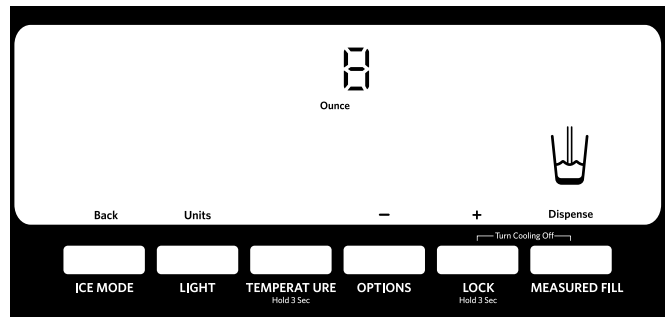 8
Ounce
Back Units − + Dispense
Turn Cooling Off
ICE MODE LIGHT TEMPERAT URE OPTIONS LOCK MEASURED FILL
Hold 3 Sec Hold 3 Sec